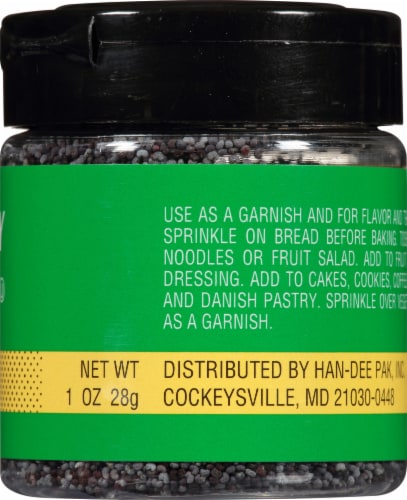 Y
USE AS A GARNISH AND FOR FLAVOR AND
SPRINKLE ON BREAD BEFORE BAKING.
NOODLES OR FRUIT SALAD. ADD TO FRUIT
DRESSING. ADD TO CAKES, COOKIES, COFFEE
AND DANISH PASTRY. SPRINKLE OVER
AS A GARNISH.
NET WT
1 OZ 28g
DISTRIBUTED BY HAN-DEE PAK, INC.
COCKEYSVILLE, MD 21030-0448